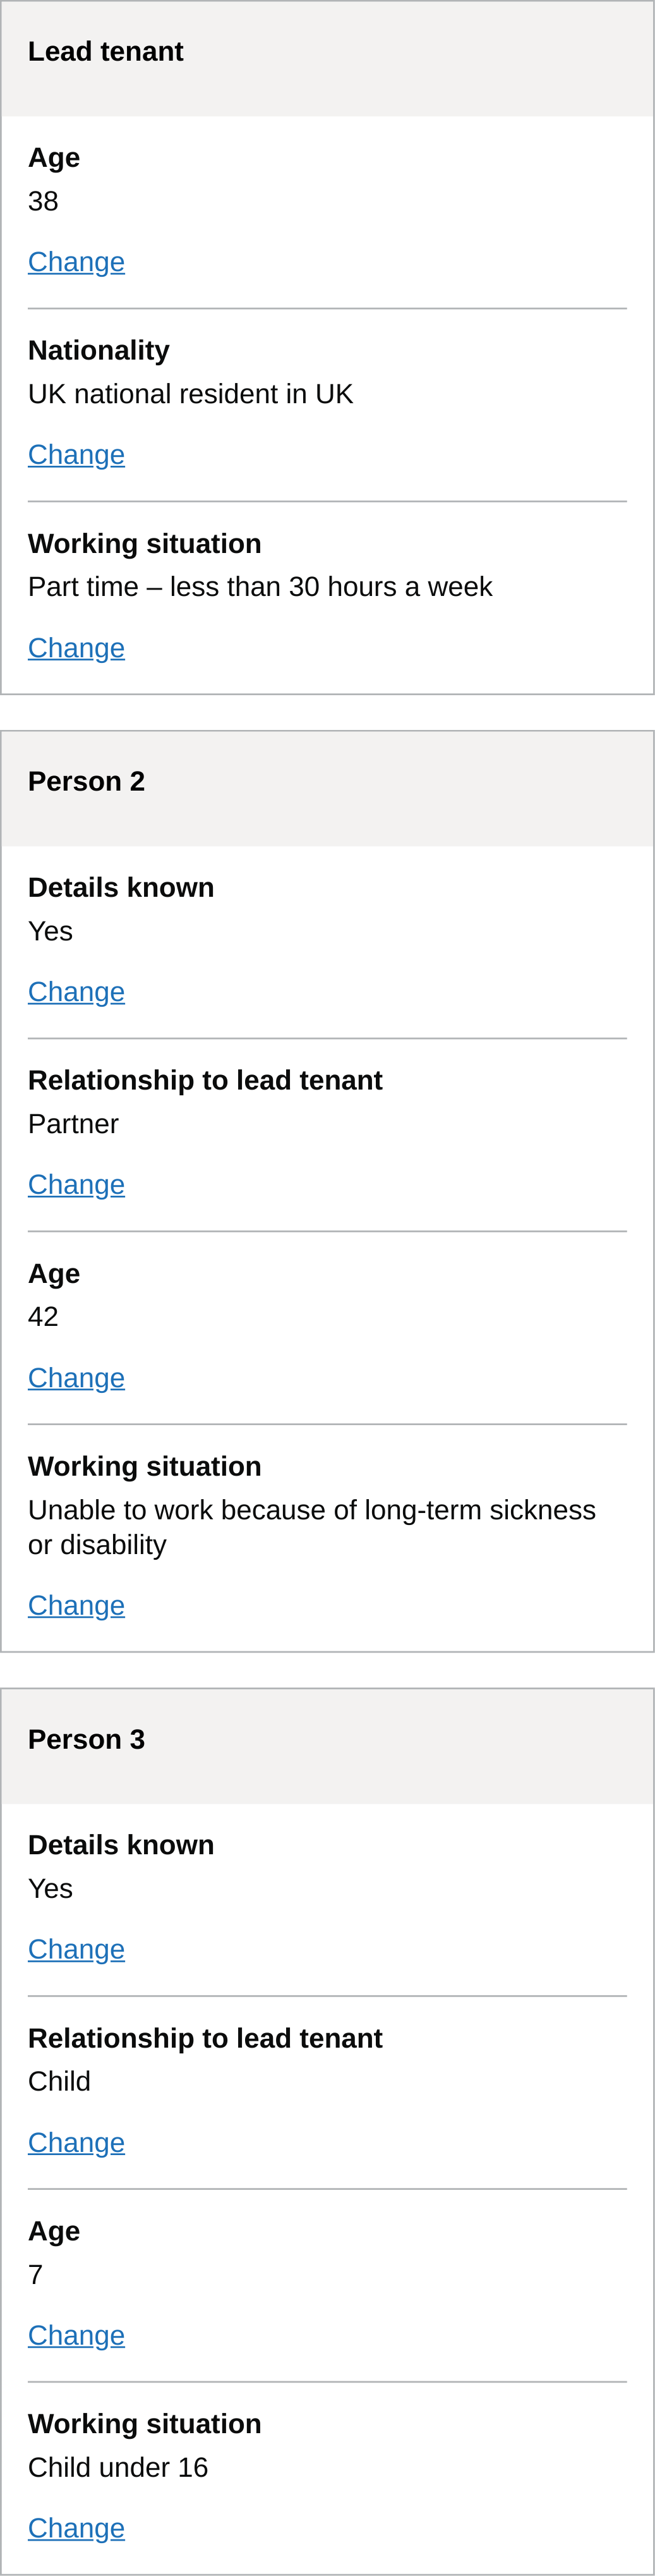 Lead tenant
Age
38
Change
Nationality
UK national resident in UK
Change
Working situation
Part time – less than 30 hours a week
Change
Person 2
Details known
Yes
Change
Relationship to lead tenant
Partner
Change
Age
42
Change
Working situation
Unable to work because of long-term sickness
or disability
Change
Person 3
Details known
Yes
Change
Relationship to lead tenant
Child
Change
Age
7
Change
Working situation
Child under 16
Change